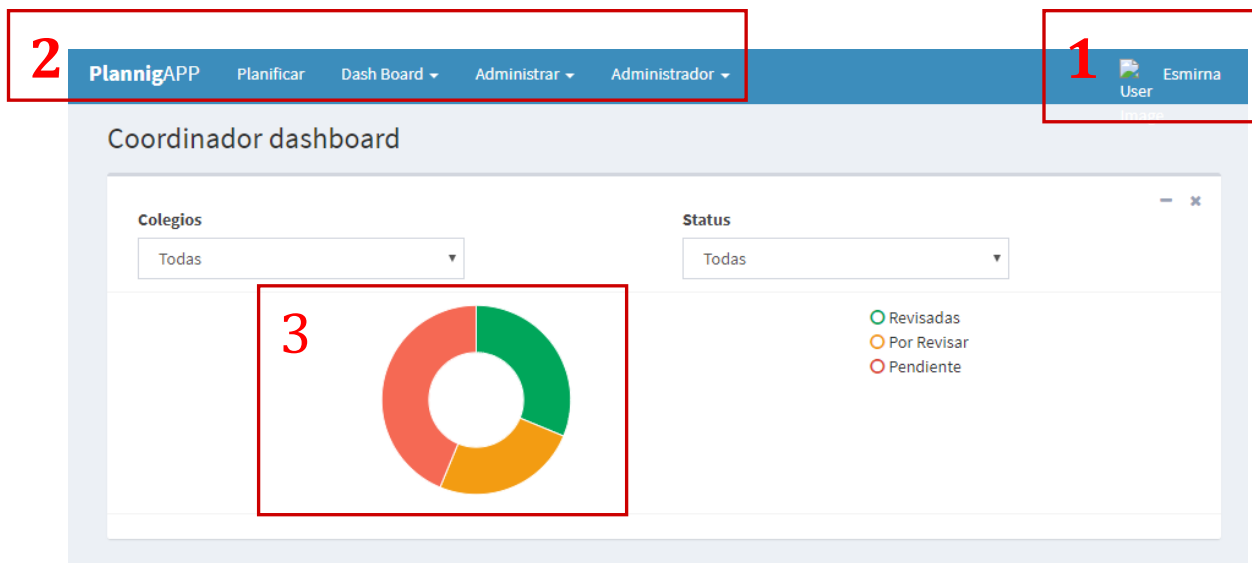 2
1
PlannigAPP Planificar Dash Board Administrar Administrador
User Image Esmirna
Coordinador dashboard
Colegios Status
Todas Todas
3
Revisadas
Por Revisar
Pendiente